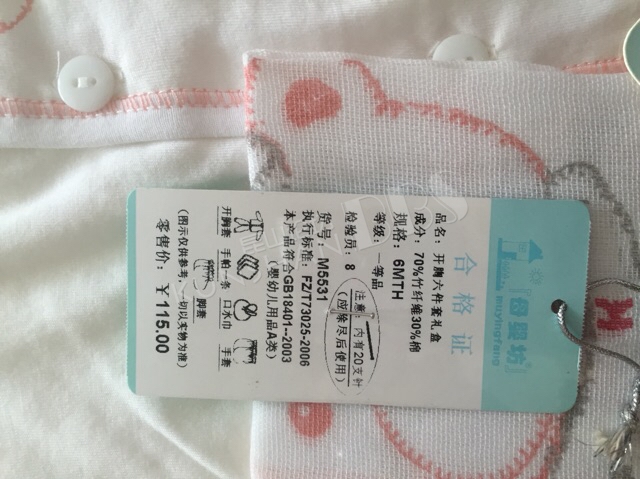 母婴坊
muyingfang
合格证
品名：开胸六件套礼盒
成分：70%竹纤维30%棉
规格：6MTH
等级：一等品
检验员：8
注意：内有20支针
（应除尽后使用）
货号：M5531
执行标准：FZ/T73025-2006
本产品符合GB18401--2003
（婴幼儿用品A类）
开胸套 手帕一条 口水巾 手套
脚套
（图示仅供参考，一切以实物为准）
零售价：￥115.00